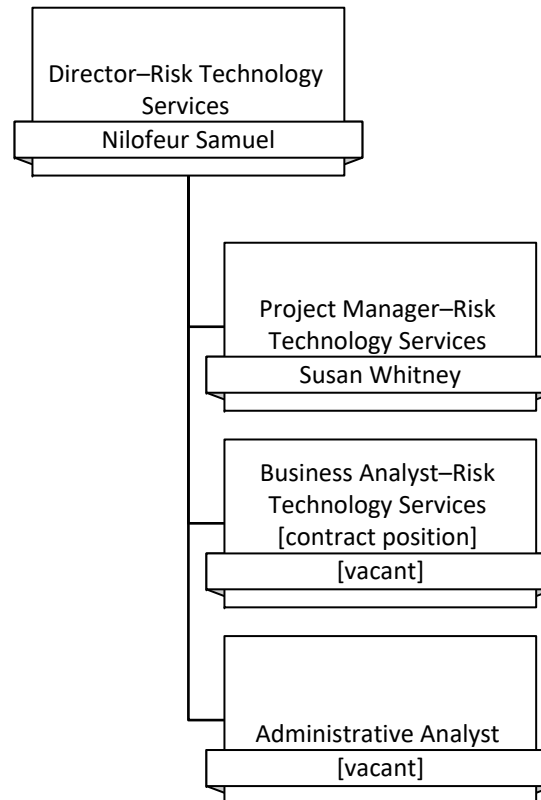 Director–Risk Technology
Services
Nilofeur Samuel
Project Manager–Risk
Technology Services
Susan Whitney
Business Analyst–Risk
Technology Services
[contract position]
[vacant]
Administrative Analyst
[vacant]